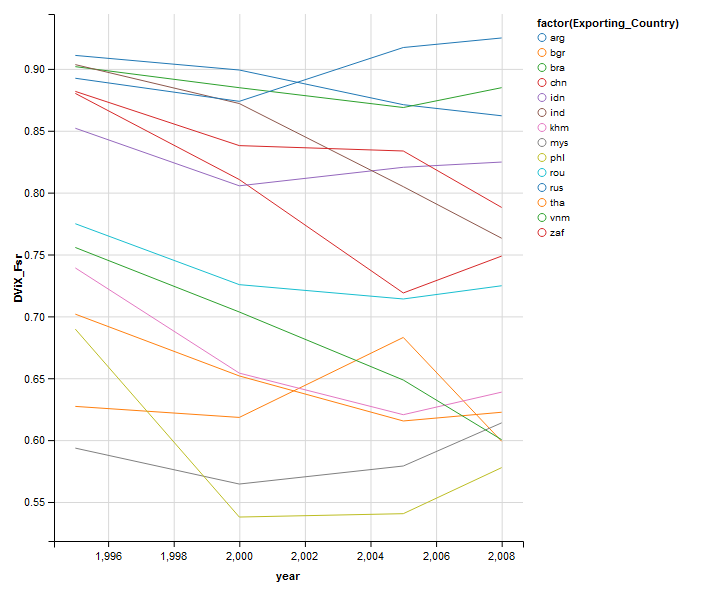 factor(Exporting_Country)
arg
bgr
bra
chn
idn
ind
khm
mys
phl
rou
rus
tha
vnm
zaf
0.90
0.85
0.80
0.75
0.70
0.65
0.60
0.55
DViX_Fsr
1,996 1,998 2,000 2,002 2,004 2,006 2,008
year